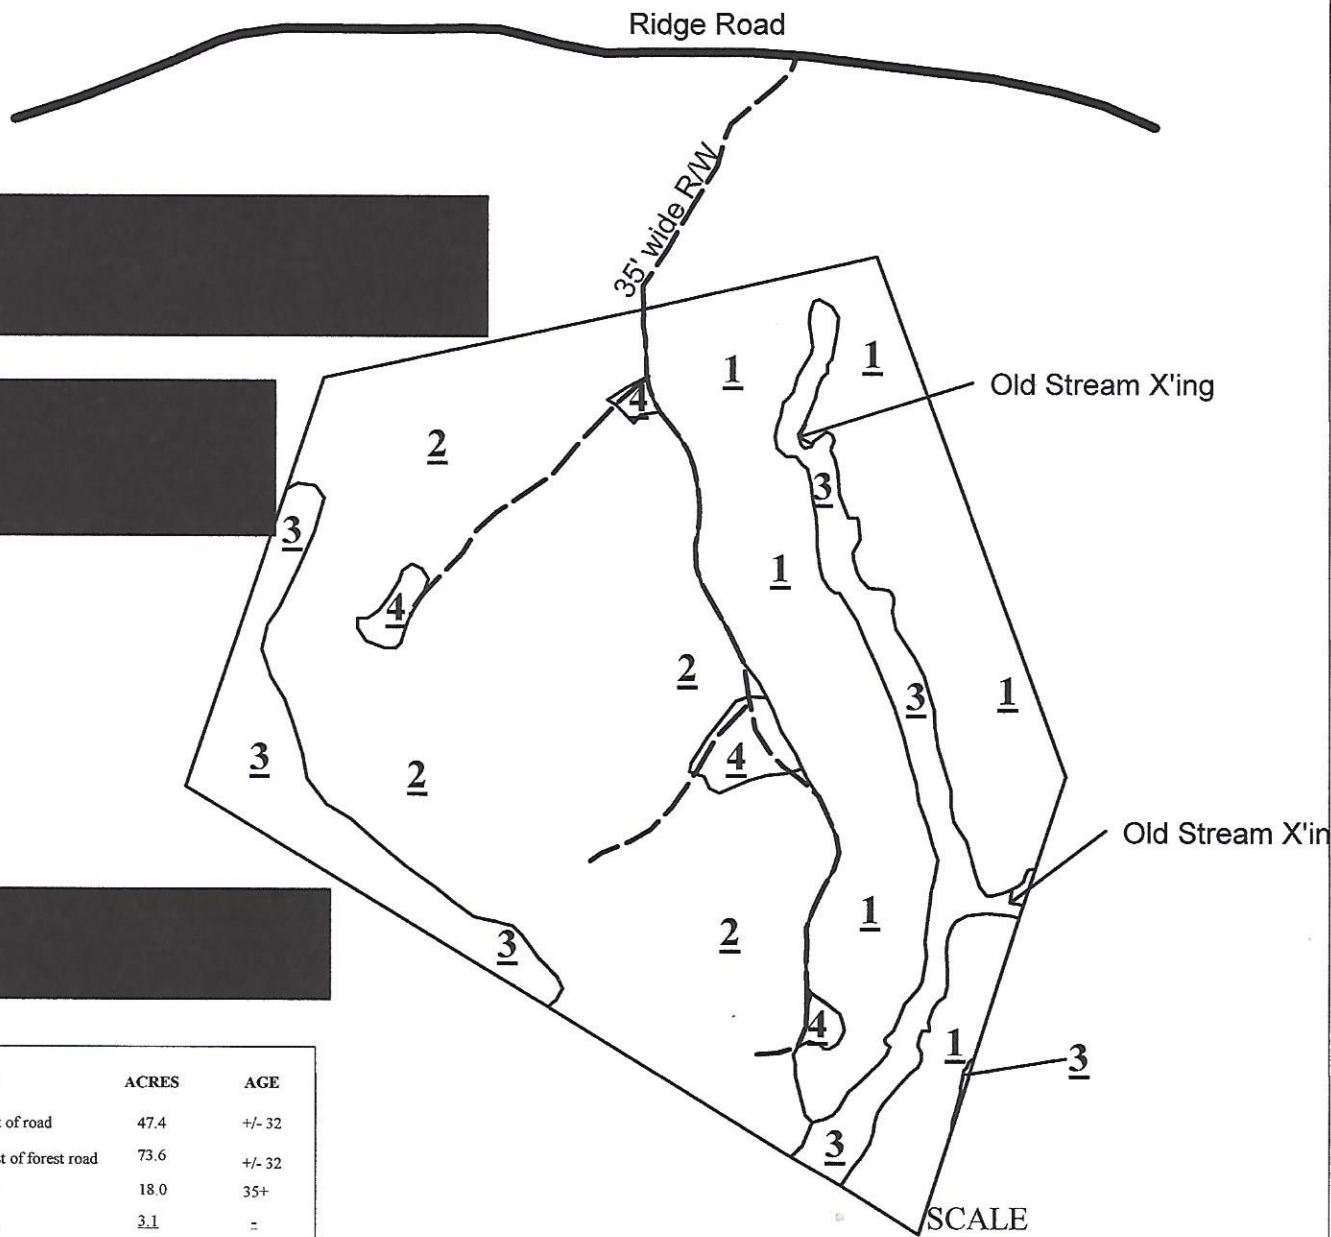 Ridge Road
35' wide R/W
1
1
Old Stream X'ing
4
2
3
3
1
4
2
3
1
3
2
4
Old Stream X'in
1
2
3
4
1
3
3
SCALE
ACRES AGE
of road 47.4 +/- 32
st of forest road 73.6 +/- 32
18.0 35+
3.1 -